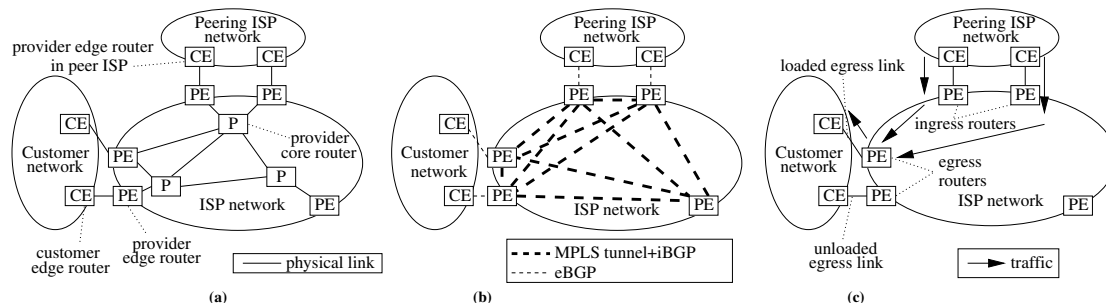 Peering ISP
network
provider edge router
in peer ISP
CE
CE
PE
PE
P
CE
Customer
network
PE
provider
core router
P
P
CE
PE
ISP network
PE
customer
edge router
provider
edge router
physical link
(a)
Peering ISP
network
CE
CE
PE
PE
CE
Customer
network
PE
CE
PE
PE
ISP network
MPLS tunnel+iBGP
eBGP
(b)
Peering ISP
network
CE
CE
loaded egress link
PE
PE
ingress routers
CE
Customer
network
PE
egress
routers
CE
PE
ISP network
PE
unloaded
egress link
traffic
(c)